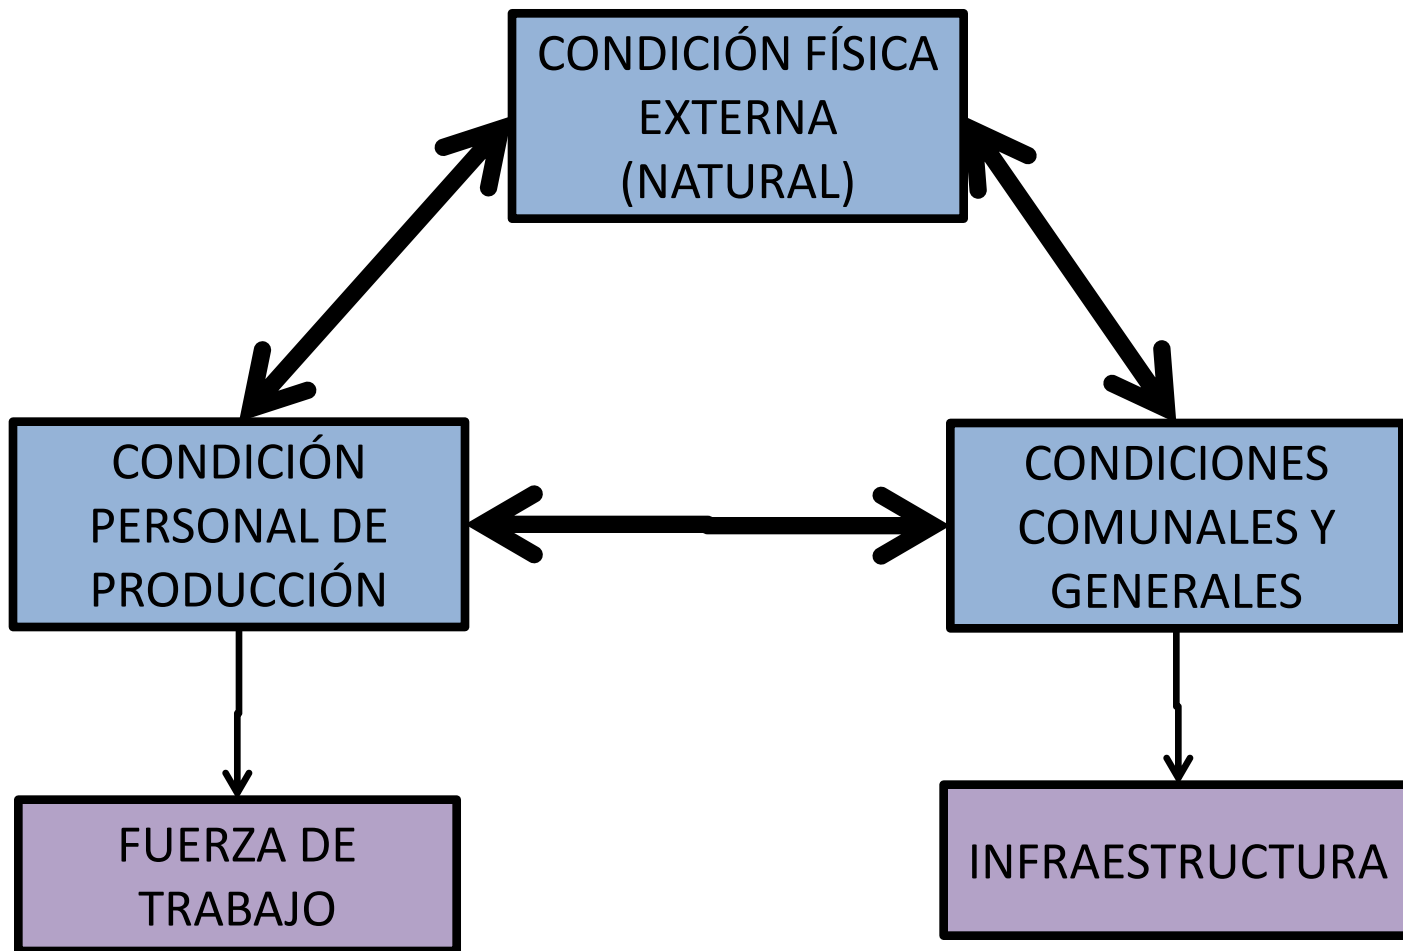 CONDICIÓN FÍSICA
EXTERNA
(NATURAL)
CONDICIÓN
PERSONAL DE
PRODUCCIÓN
CONDICIONES
COMUNALES Y
GENERALES
FUERZA DE
TRABAJO
INFRAESTRUCTURA